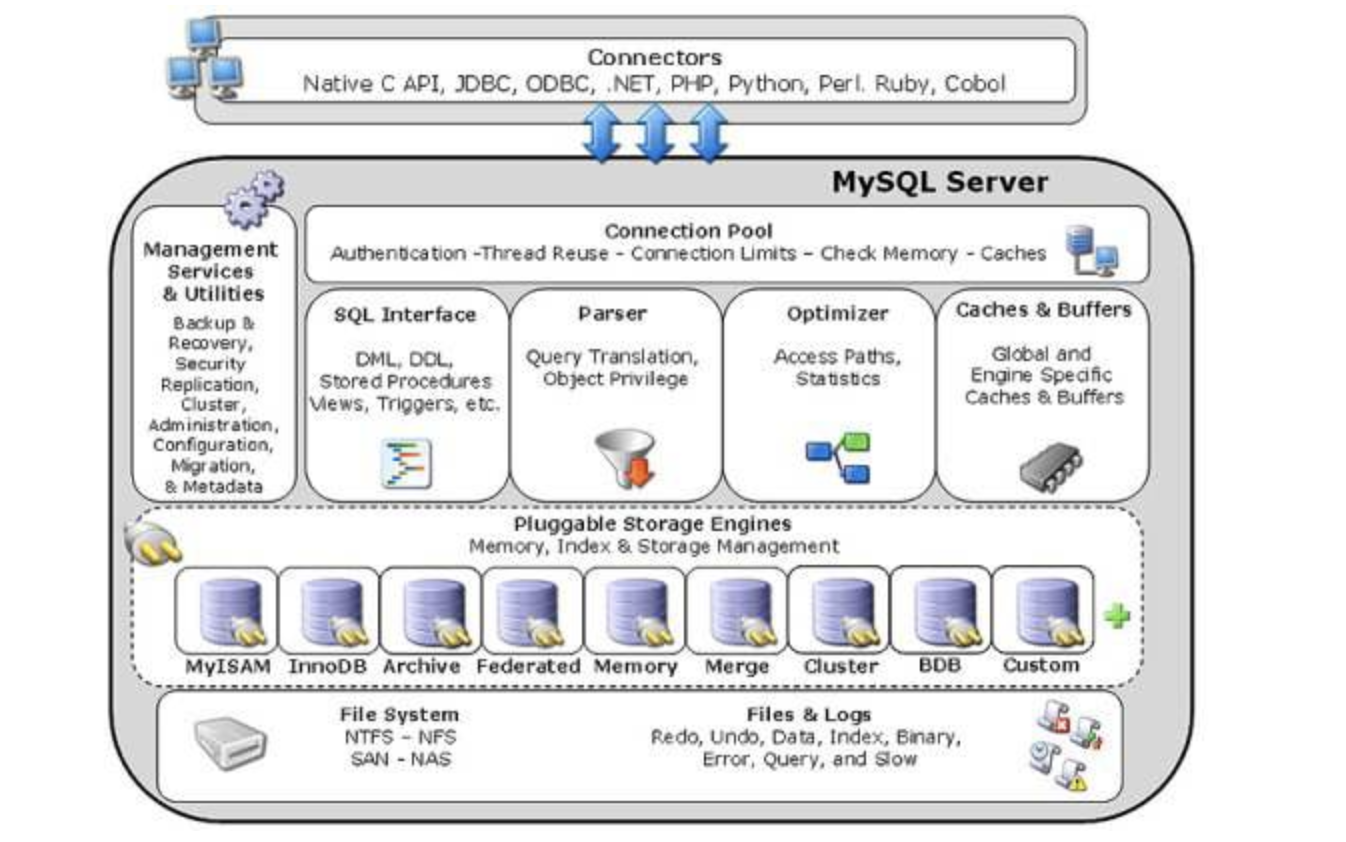 Connectors
Native C API, JDBC, ODBC, .NET, PHP, Python, Perl. Ruby, Cobol
MySQL Server
Management
Services
& Utilities
Backup &
Recovery,
Security
Replication,
Cluster,
Administration,
Configuration,
Migration,
& Metadata
Connection Pool
Authentication -Thread Reuse - Connection Limits - Check Memory - Caches
SQL Interface
DML, DDL,
Stored Procedures
Views, Triggers, etc.
Parser
Query Translation,
Object Privilege
Optimizer
Access Paths,
Statistics
Caches & Buffers
Global and
Engine Specific
Caches & Buffers
Pluggable Storage Engines
Memory, Index & Storage Management
MyISAM
InnoDB
Archive
Federated
Memory
Merge
Cluster
BDB
Custom
File System
NTFS - NFS
SAN - NAS
Files & Logs
Redo, Undo, Data, Index, Binary,
Error, Query, and Slow